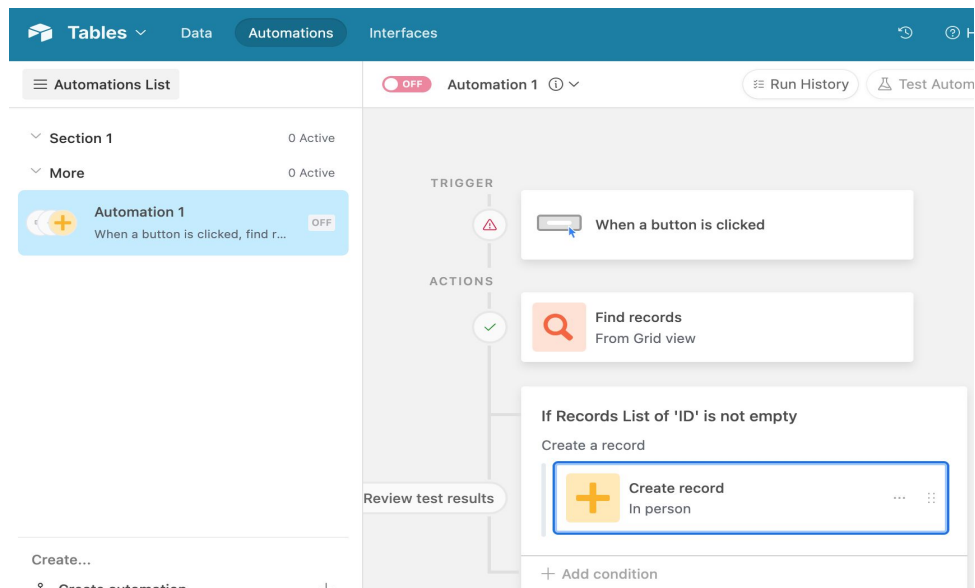 Tables
Data
Automations
Interfaces
H
Automations List
OFF
Automation 1
Run History
Test Autom
Section 1
0 Active
More
0 Active
Automation 1
When a button is clicked, find r...
OFF
TRIGGER
When a button is clicked
ACTIONS
Find records
From Grid view
If Records List of 'ID' is not empty
Create a record
Create record
In person
Review test results
Add condition
Create...
Create automation